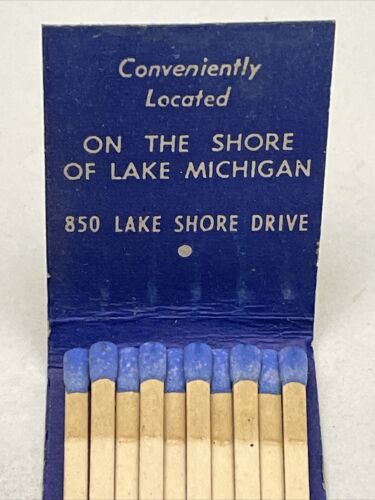 Conveniently
Located
ON THE SHORE
OF LAKE MICHIGAN
850 LAKE SHORE DRIVE